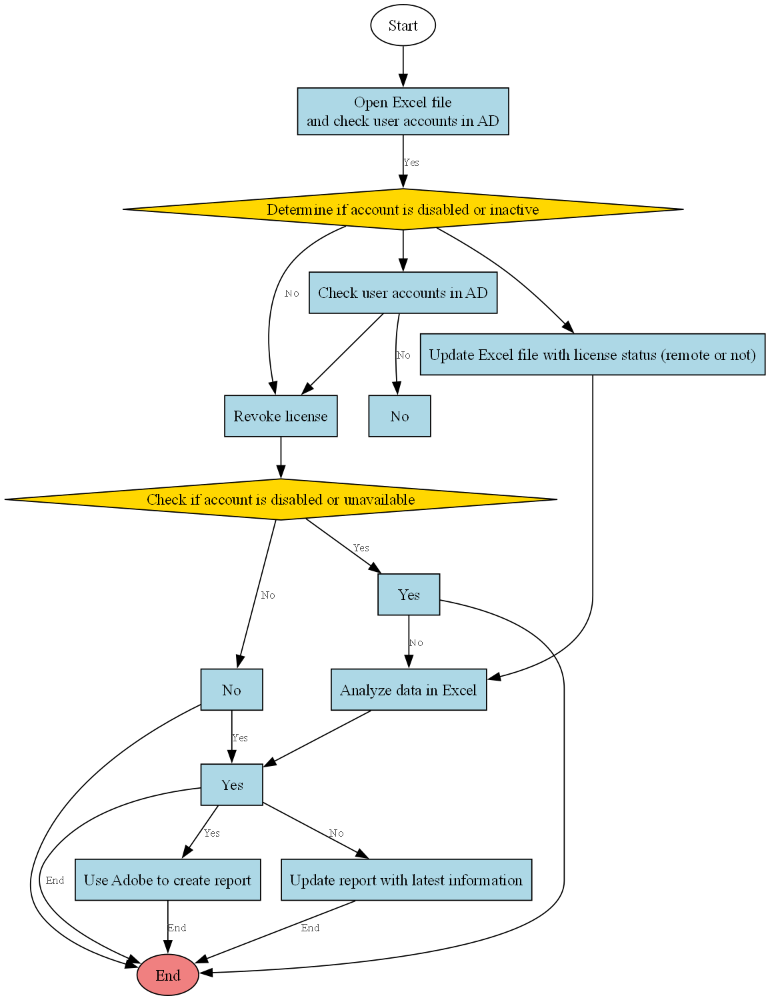 Start
Open Excel file
and check user accounts in AD
Yes
Determine if account is disabled or inactive
No
Check user accounts in AD
No
Update Excel file with license status (remote or not)
Revoke license
No
Check if account is disabled or unavailable
Yes
No
Yes
No
No
Analyze data in Excel
Yes
Yes
Yes
No
End
Use Adobe to create report
Update report with latest information
End
End
End